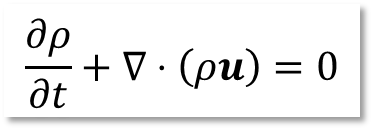 ∂ρ/∂t + ∇ · (ρ𝒖) = 0